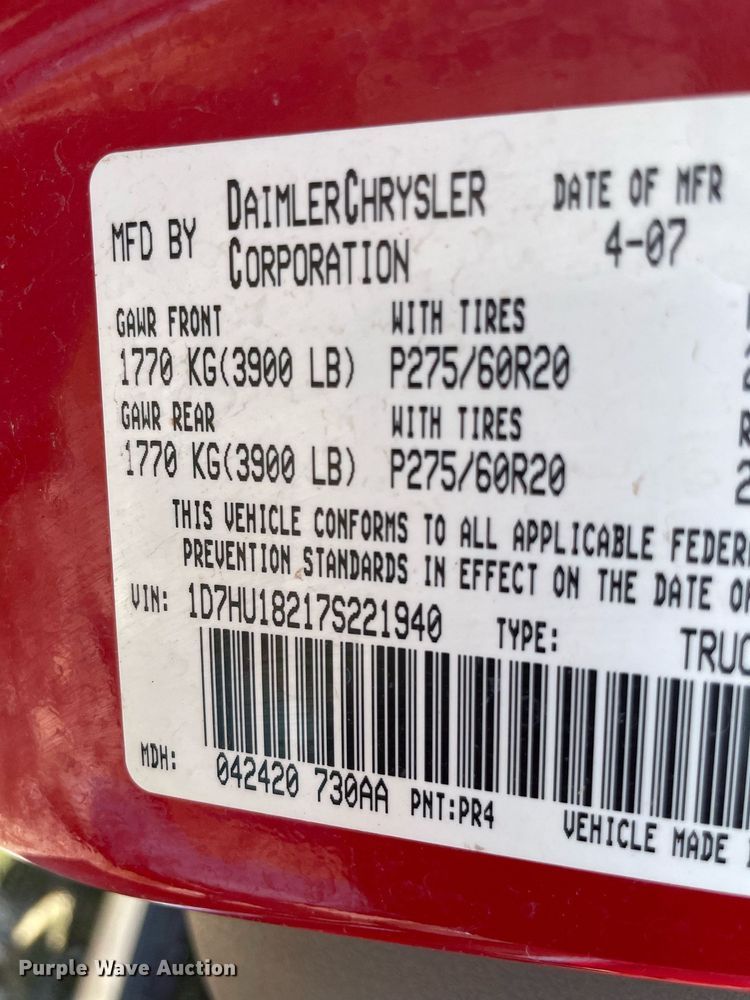 MFD BY DAIMLERCHRYSLER CORPORATION DATE OF MFR 4-07
GAWR FRONT WITH TIRES
1770 KG(3900 LB) P275/60R20
GAWR REAR WITH TIRES
1770 KG(3900 LB) P275/60R20
THIS VEHICLE CONFORMS TO ALL APPLICABLE
PREVENTION STANDARDS IN EFFECT ON THE DATE
VIN: 1D7HU18217S221940 TYPE:
MDH: 042420 730AA PNT:PR4
VEHICLE MADE
Purple Wave Auction